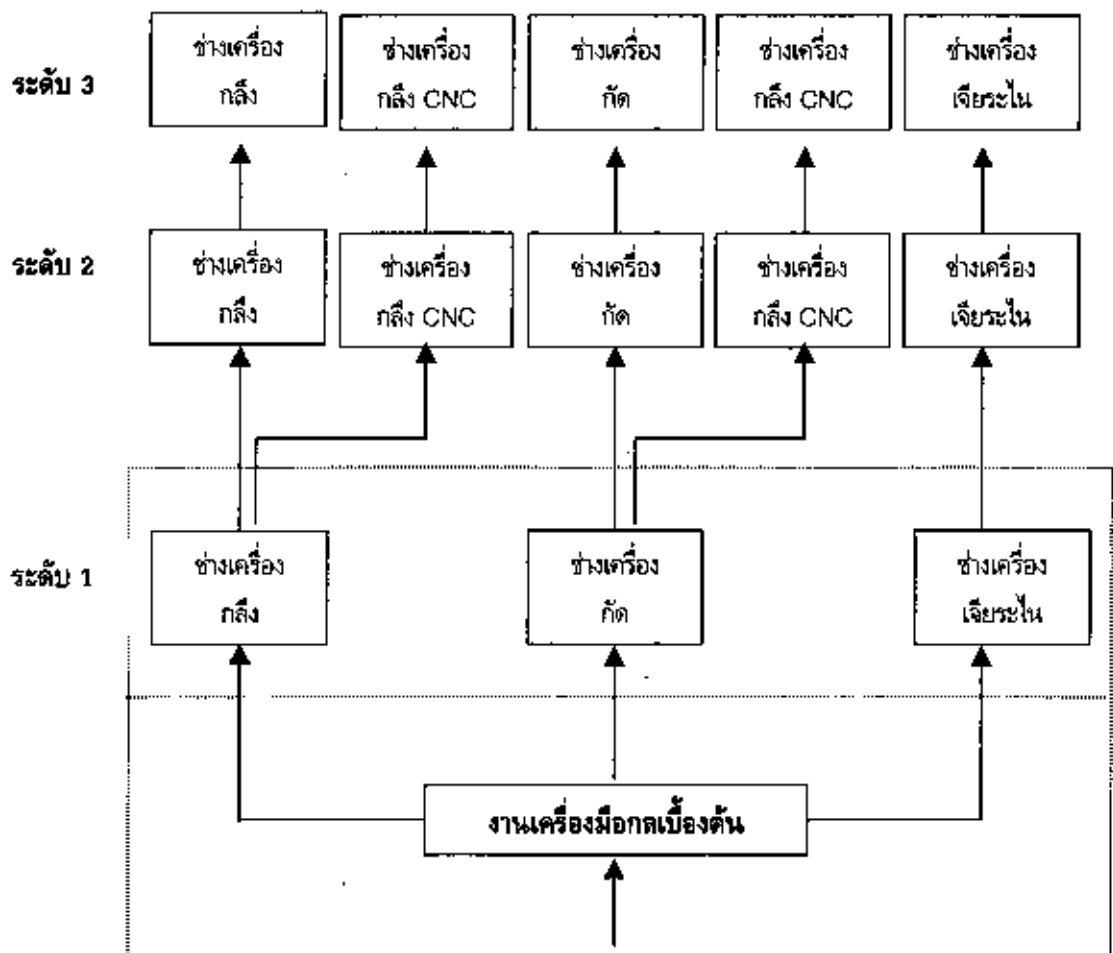 ระดับ 3
ช่างเครื่อง
กลึง
ช่างเครื่อง
กลึง CNC
ช่างเครื่อง
กัด
ช่างเครื่อง
กลึง CNC
ช่างเครื่อง
เจียระไน
ระดับ 2
ช่างเครื่อง
กลึง
ช่างเครื่อง
กลึง CNC
ช่างเครื่อง
กัด
ช่างเครื่อง
กลึง CNC
ช่างเครื่อง
เจียระไน
ระดับ 1
ช่างเครื่อง
กลึง
ช่างเครื่อง
กัด
ช่างเครื่อง
เจียระไน
งานเครื่องมือกลเบื้องต้น